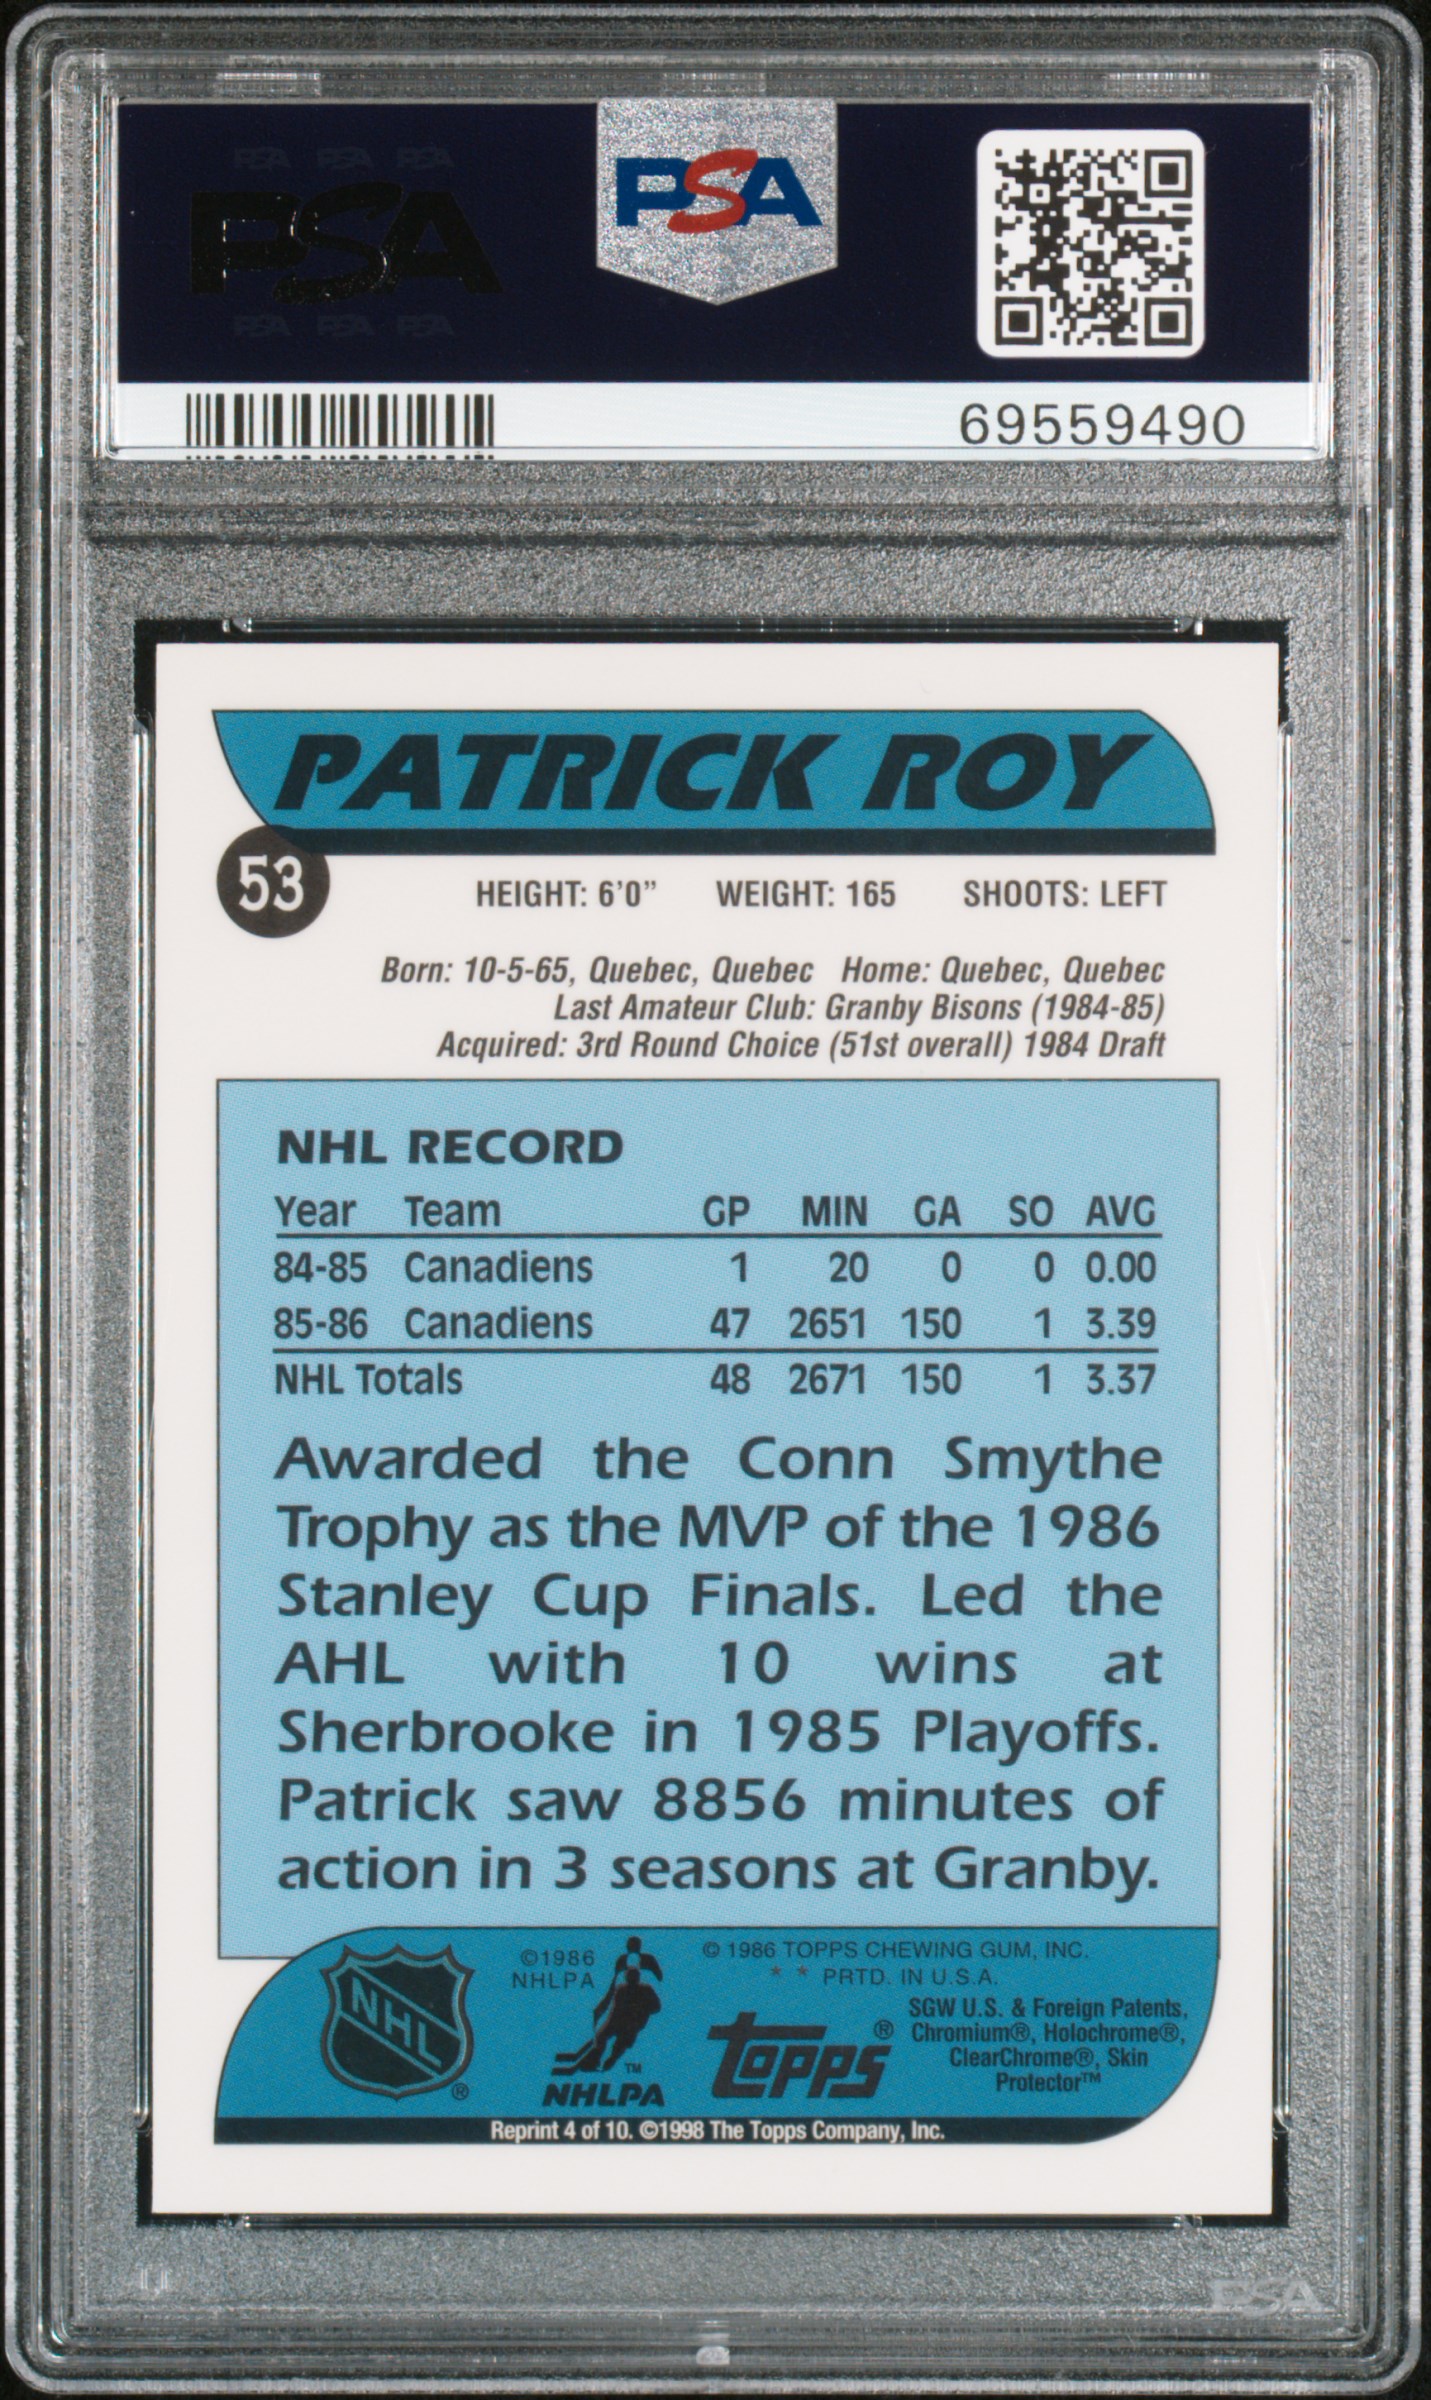 PSA PSA PSA
PSA
PSA PSA PSA
PSA
69559490
PATRICK ROY
53
HEIGHT: 6'0” WEIGHT: 165 SHOOTS: LEFT
Born: 10-5-65, Quebec, Quebec Home: Quebec, Quebec
Last Amateur Club: Granby Bisons (1984-85)
Acquired: 3rd Round Choice (51st overall) 1984 Draft
NHL RECORD
Year Team GP MIN GA SO AVG
84-85 Canadiens 1 20 0 0 0.00
85-86 Canadiens 47 2651 150 1 3.39
NHL Totals 48 2671 150 1 3.37
Awarded the Conn Smythe
Trophy as the MVP of the 1986
Stanley Cup Finals. Led the
AHL with 10 wins at
Sherbrooke in 1985 Playoffs.
Patrick saw 8856 minutes of
action in 3 seasons at Granby.
NHL ®
©1986
NHLPA
™
NHLPA
© 1986 TOPPS CHEWING GUM, INC.
* * PRTD. IN U.S.A.
Topps ®
SGW U.S. & Foreign Patents,
Chromium®, Holochrome®,
ClearChrome®, Skin
Protector™
Reprint 4 of 10. ©1998 The Topps Company, Inc.
PSA